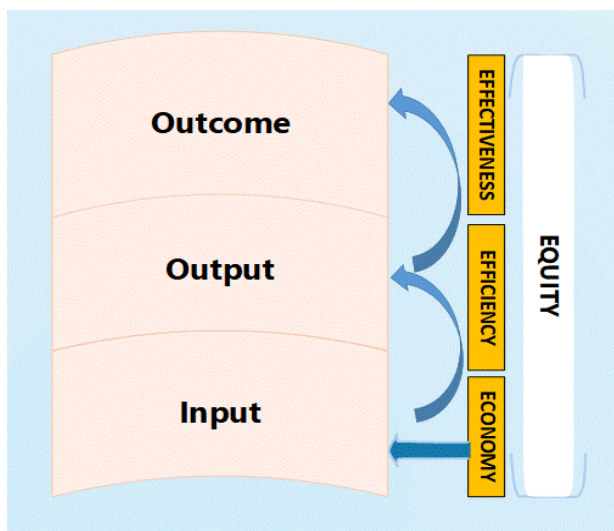 Outcome
Output
Input
EFFECTIVENESS
EFFICIENCY
ECONOMY
EQUITY